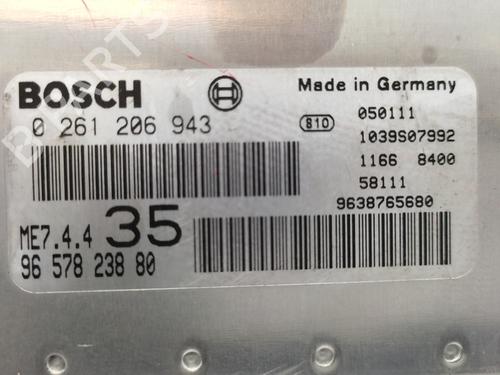 BOSCH
Made in Germany
0 261 206 943
S10
050111
1039S07992
1166 8400
58111
9638765680
ME7.4.4 35
96 578 238 80